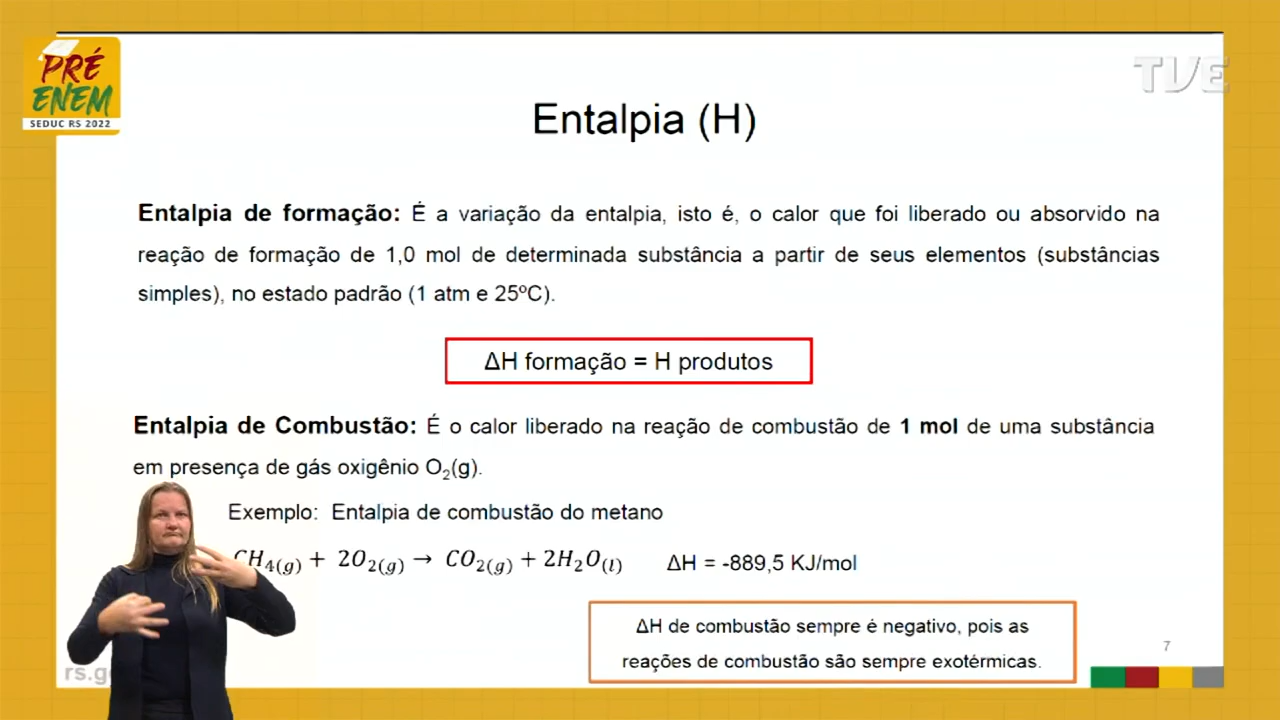 PRÉ
ENEM
SEDUC RS 2022
TVE
Entalpia (H)
Entalpia de formação: É a variação da entalpia, isto é, o calor que foi liberado ou absorvido na
reação de formação de 1,0 mol de determinada substância a partir de seus elementos (substâncias
simples), no estado padrão (1 atm e 25ºC).
ΔH formação = H produtos
Entalpia de Combustão: É o calor liberado na reação de combustão de 1 mol de uma substância
em presença de gás oxigênio O₂(g).
Exemplo: Entalpia de combustão do metano
CH₄(g) + 2O₂(g) → CO₂(g) + 2H₂O(l) ΔH = -889,5 KJ/mol
ΔH de combustão sempre é negativo, pois as
reações de combustão são sempre exotérmicas.
7